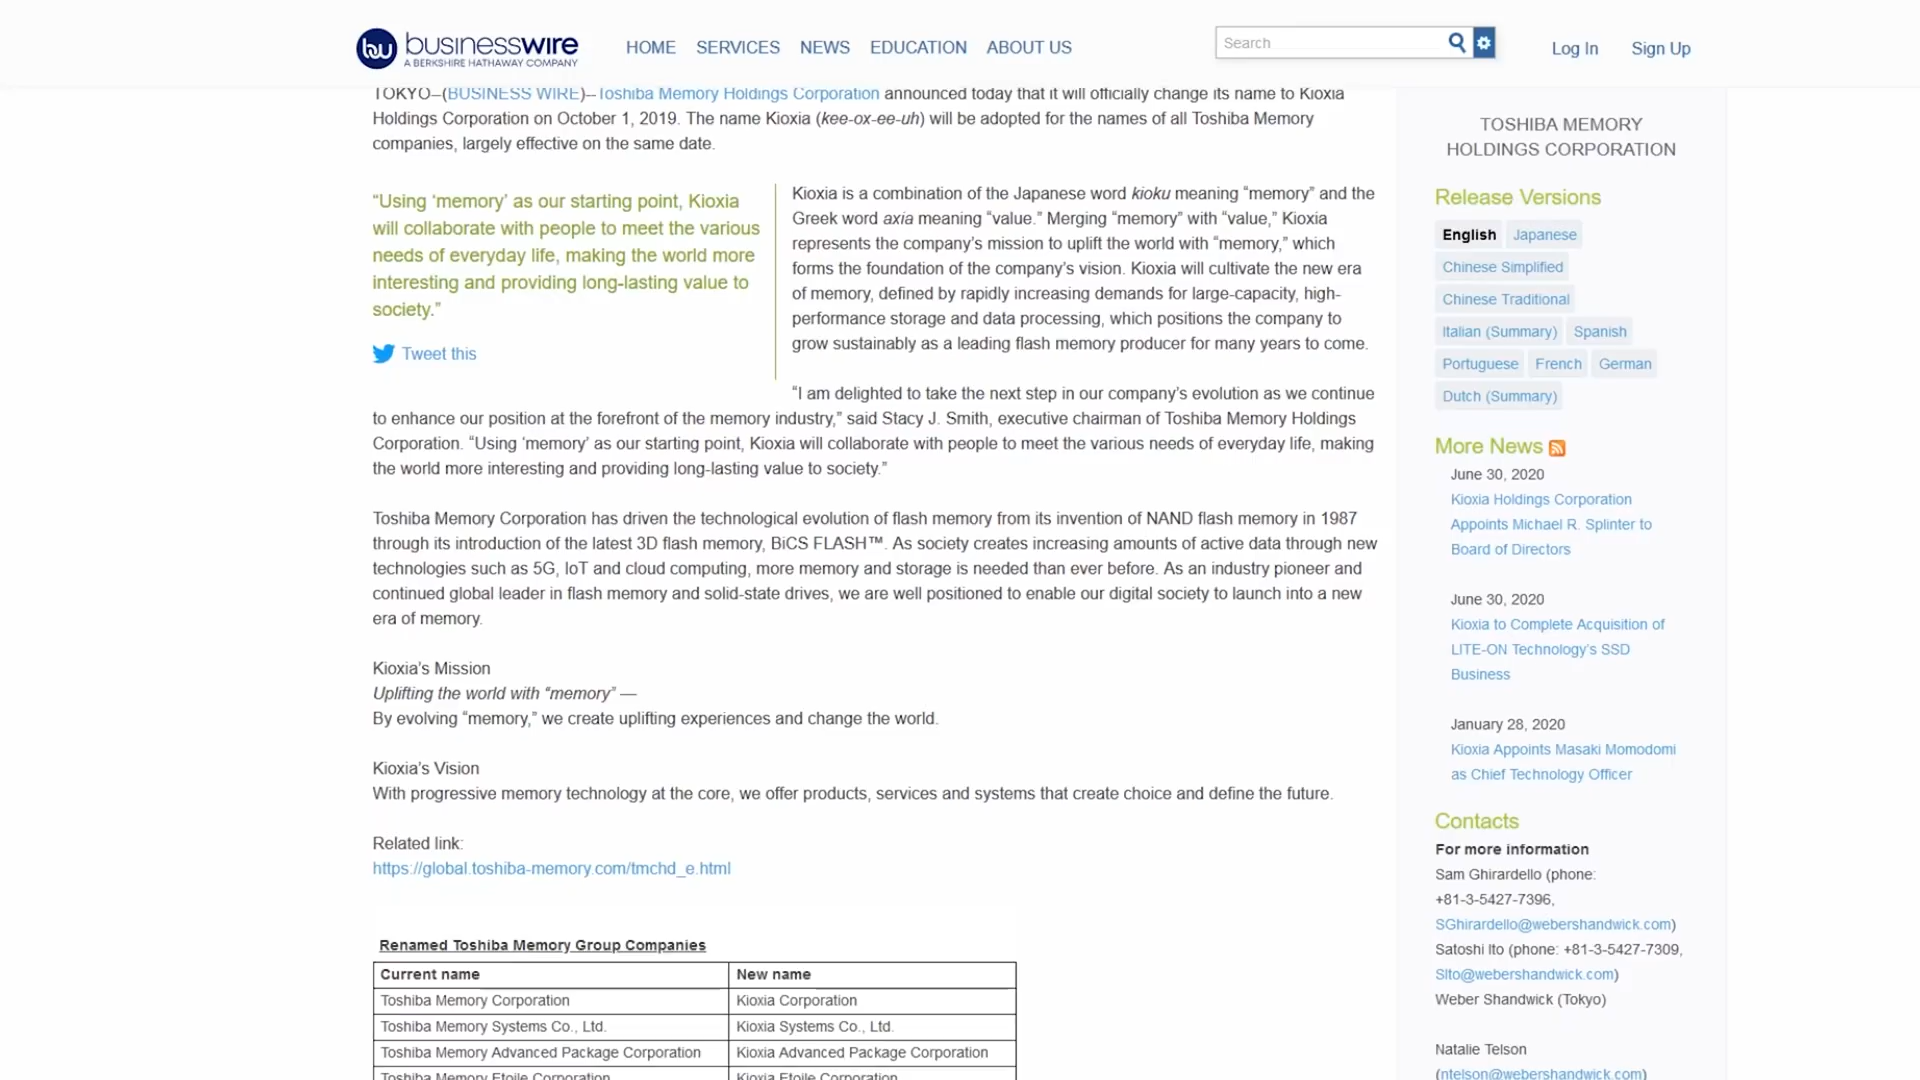 bu businesswire
A BERKSHIRE HATHAWAY COMPANY
HOME SERVICES NEWS EDUCATION ABOUT US
Search
Log In Sign Up
TOKYO--(BUSINESS WIRE)--Toshiba Memory Holdings Corporation announced today that it will officially change its name to Kioxia
Holdings Corporation on October 1, 2019. The name Kioxia (kee-ox-ee-uh) will be adopted for the names of all Toshiba Memory
companies, largely effective on the same date.
“Using ‘memory’ as our starting point, Kioxia
will collaborate with people to meet the various
needs of everyday life, making the world more
interesting and providing long-lasting value to
society.”
Tweet this
Kioxia is a combination of the Japanese word kioku meaning “memory” and the
Greek word axia meaning “value.” Merging “memory” with “value,” Kioxia
represents the company’s mission to uplift the world with “memory,” which
forms the foundation of the company’s vision. Kioxia will cultivate the new era
of memory, defined by rapidly increasing demands for large-capacity, high-
performance storage and data processing, which positions the company to
grow sustainably as a leading flash memory producer for many years to come.
“I am delighted to take the next step in our company’s evolution as we continue
to enhance our position at the forefront of the memory industry,” said Stacy J. Smith, executive chairman of Toshiba Memory Holdings
Corporation. “Using ‘memory’ as our starting point, Kioxia will collaborate with people to meet the various needs of everyday life, making
the world more interesting and providing long-lasting value to society.”
Toshiba Memory Corporation has driven the technological evolution of flash memory from its invention of NAND flash memory in 1987
through its introduction of the latest 3D flash memory, BiCS FLASH™. As society creates increasing amounts of active data through new
technologies such as 5G, IoT and cloud computing, more memory and storage is needed than ever before. As an industry pioneer and
continued global leader in flash memory and solid-state drives, we are well positioned to enable our digital society to launch into a new
era of memory.
Kioxia’s Mission
Uplifting the world with “memory” —
By evolving “memory,” we create uplifting experiences and change the world.
Kioxia’s Vision
With progressive memory technology at the core, we offer products, services and systems that create choice and define the future.
Related link:
https://global.toshiba-memory.com/tmchd_e.html
Renamed Toshiba Memory Group Companies
Current name New name
Toshiba Memory Corporation Kioxia Corporation
Toshiba Memory Systems Co., Ltd. Kioxia Systems Co., Ltd.
Toshiba Memory Advanced Package Corporation Kioxia Advanced Package Corporation
Toshiba Memory Etoile Corporation Kioxia Etoile Corporation
TOSHIBA MEMORY
HOLDINGS CORPORATION
Release Versions
English Japanese
Chinese Simplified
Chinese Traditional
Italian (Summary) Spanish
Portuguese French German
Dutch (Summary)
More News
June 30, 2020
Kioxia Holdings Corporation
Appoints Michael R. Splinter to
Board of Directors
June 30, 2020
Kioxia to Complete Acquisition of
LITE-ON Technology’s SSD
Business
January 28, 2020
Kioxia Appoints Masaki Momodomi
as Chief Technology Officer
Contacts
For more information
Sam Ghirardello (phone:
+81-3-5427-7396,
SGhirardello@webershandwick.com)
Satoshi Ito (phone: +81-3-5427-7309,
SIto@webershandwick.com)
Weber Shandwick (Tokyo)
Natalie Telson
(ntelson@webershandwick.com)